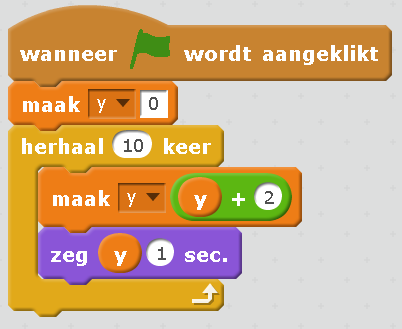 wanneer wordt aangeklikt
maak y 0
herhaal 10 keer
maak y y + 2
zeg y 1 sec.